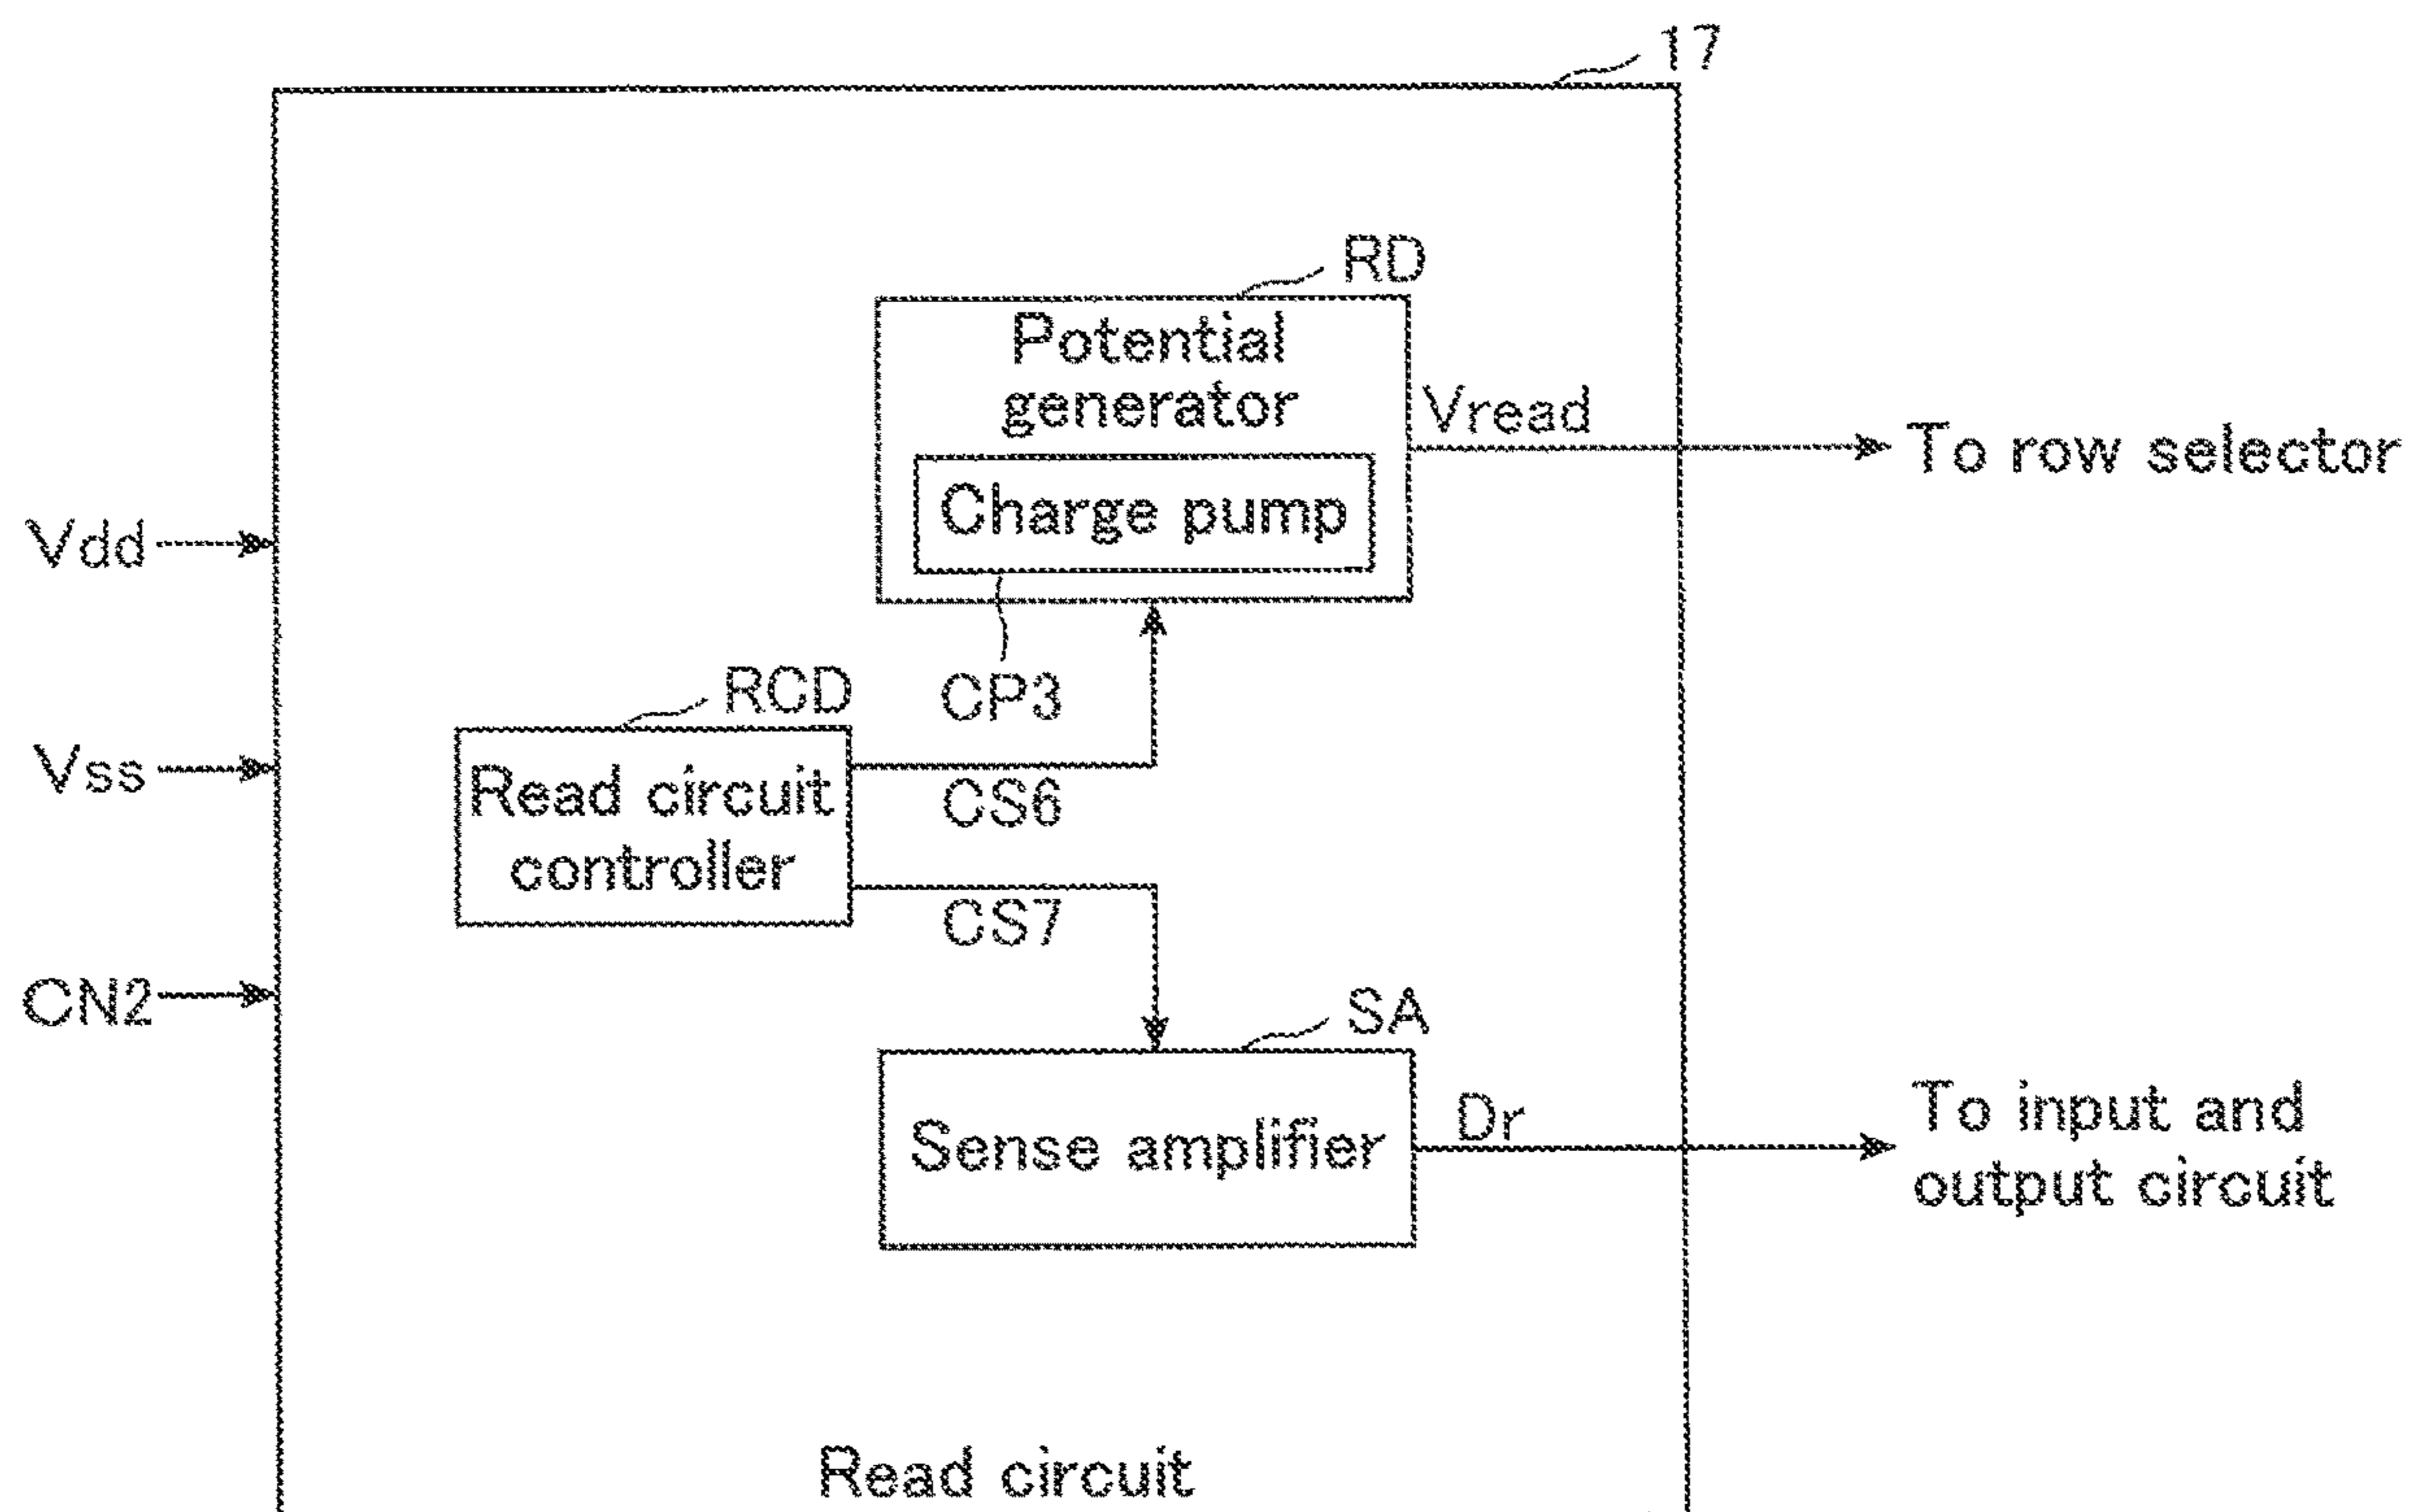 17
RD
Potential
generator
Vread
To row selector
Charge pump
Vdd
RCD
CP3
Vss
Read circuit
controller
CS6
CS7
CN2
SA
Sense amplifier
Dr
To input and
output circuit
Read circuit